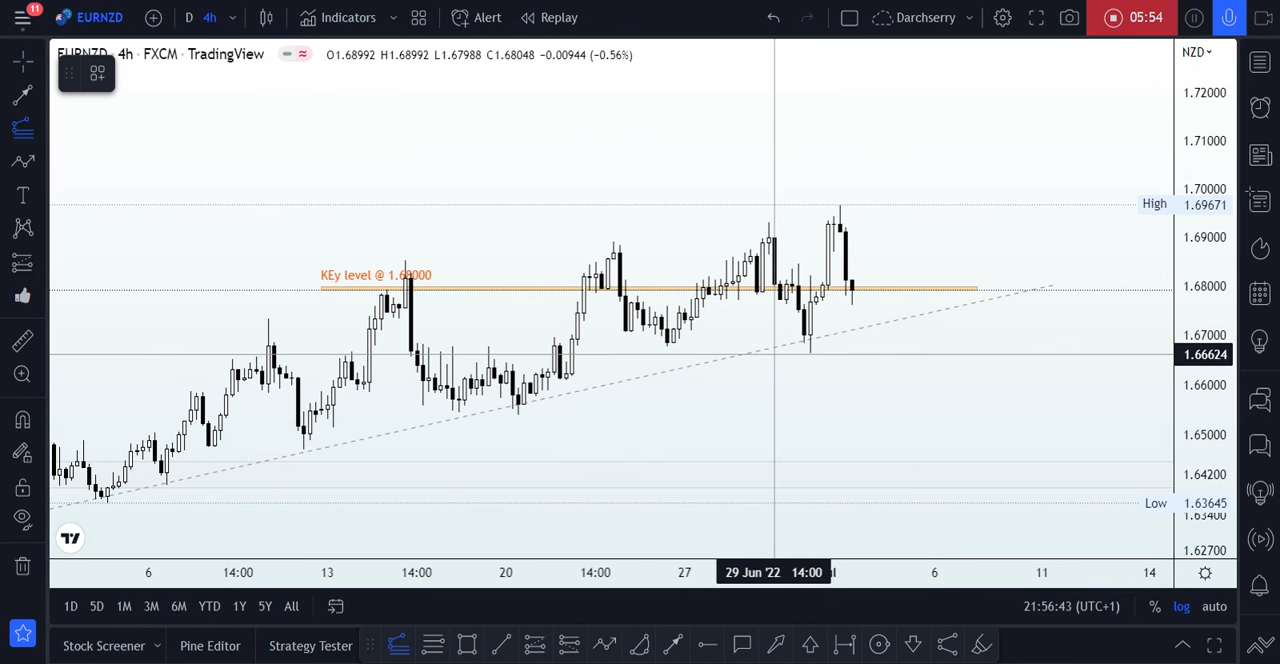 11
EURNZD
D
4h
Indicators
Alert
Replay
Darchserry
05:54
EURNZD · 4h · FXCM · TradingView
O1.68992 H1.68992 L1.67988 C1.68048 −0.00944 (−0.56%)
NZD
1.72000
1.71000
1.70000
High 1.69671
1.69000
KEy level @ 1.68000
1.68000
1.67000
1.66624
1.66000
1.65000
1.64200
Low 1.63645
1.63400
1.62700
6 14:00 13 14:00 20 14:00 27 29 Jun '22 14:00 6 11 14
1D 5D 1M 3M 6M YTD 1Y 5Y All
21:56:43 (UTC+1) % log auto
Stock Screener Pine Editor Strategy Tester